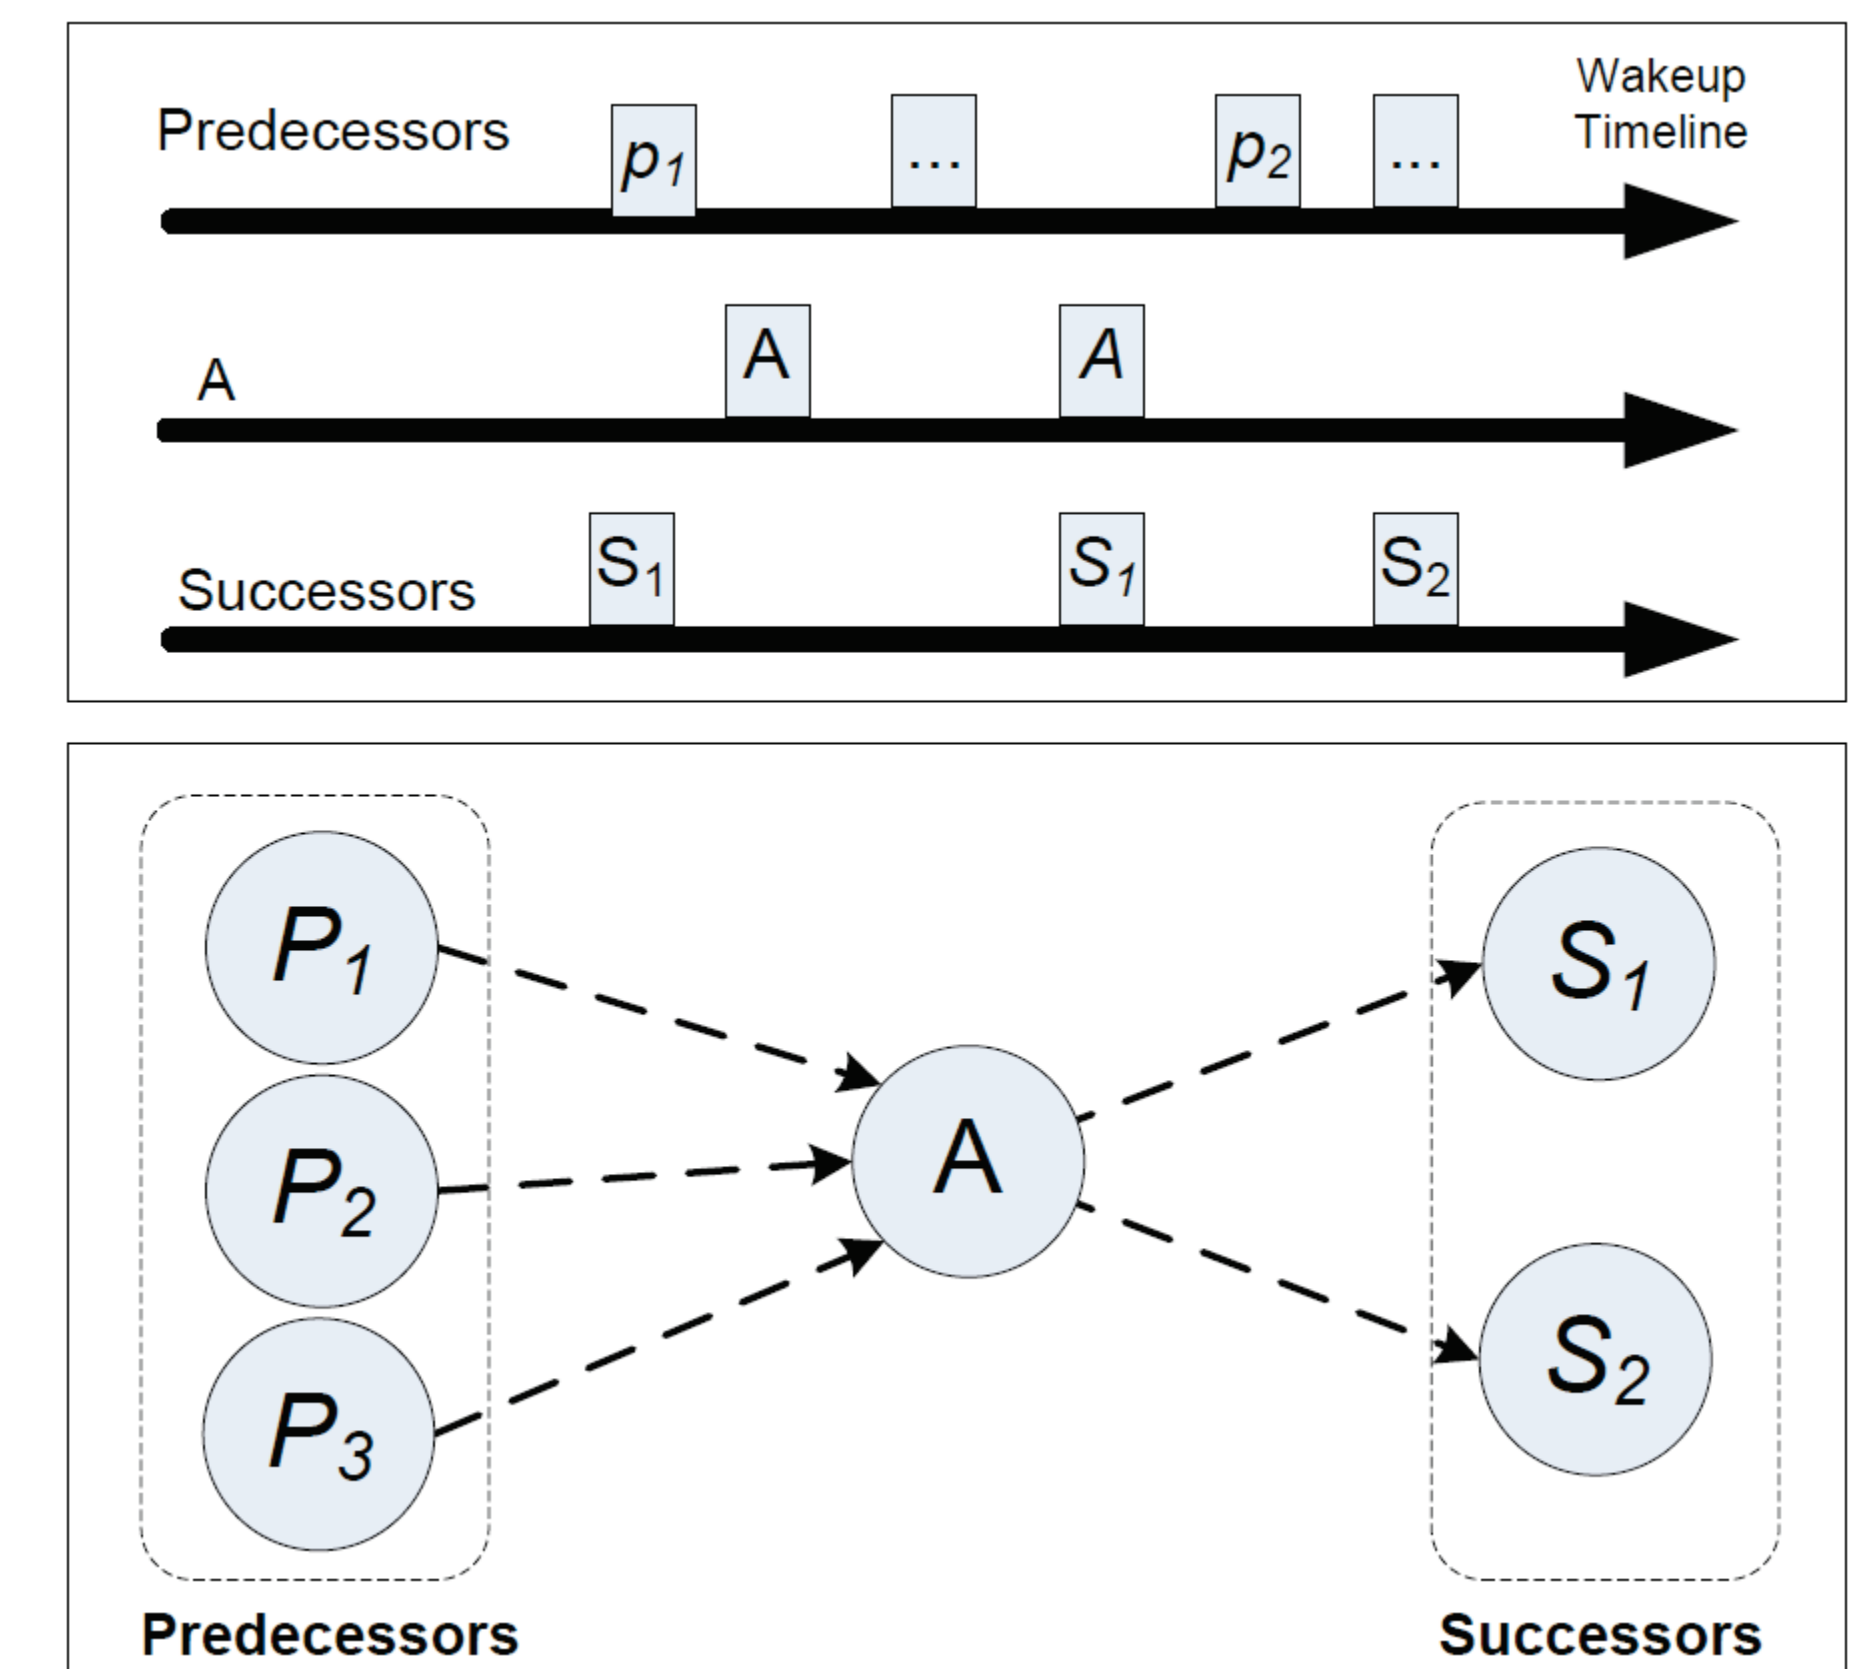 Wakeup
Timeline
Predecessors
p1
...
p2
...
A
A
A
Successors
S1
S1
S2
P1
P2
P3
A
S1
S2
Predecessors
Successors